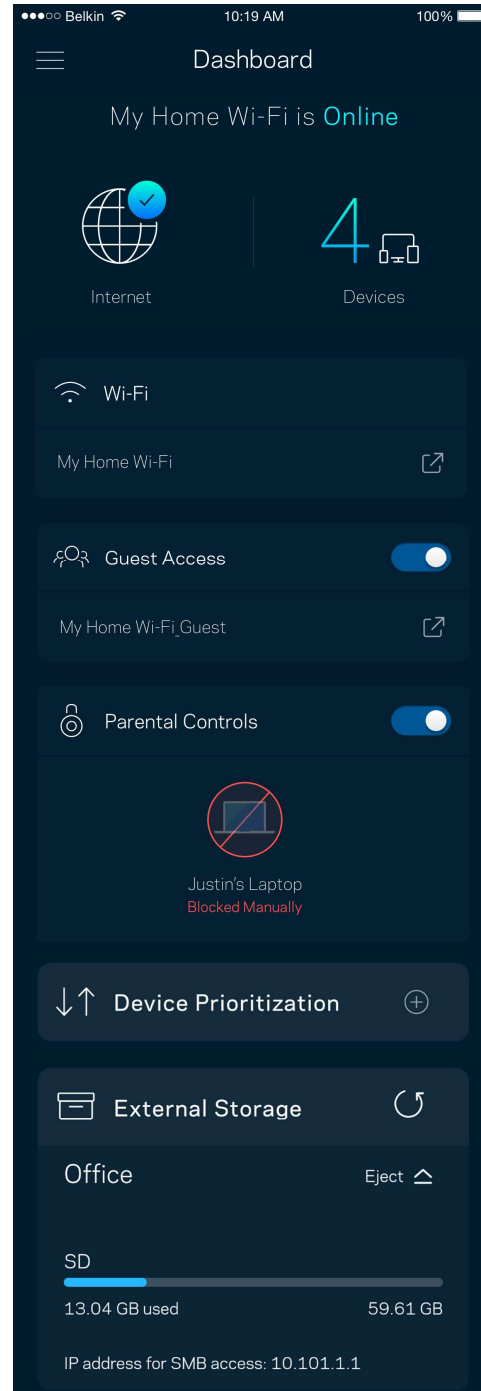 Belkin 10:19 AM 100%
Dashboard
My Home Wi-Fi is Online
4
Internet Devices
Wi-Fi
My Home Wi-Fi
Guest Access
My Home Wi-Fi_Guest
Parental Controls
Justin's Laptop
Blocked Manually
Device Prioritization
External Storage
Office Eject
SD
13.04 GB used 59.61 GB
IP address for SMB access: 10.101.1.1